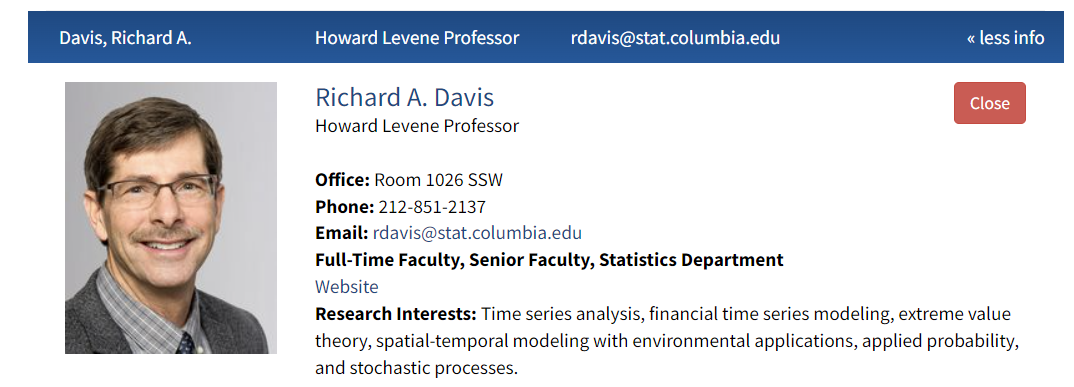 Davis, Richard A. Howard Levene Professor rdavis@stat.columbia.edu « less info
Richard A. Davis
Close
Howard Levene Professor
Office: Room 1026 SSW
Phone: 212-851-2137
Email: rdavis@stat.columbia.edu
Full-Time Faculty, Senior Faculty, Statistics Department
Website
Research Interests: Time series analysis, financial time series modeling, extreme value
theory, spatial-temporal modeling with environmental applications, applied probability,
and stochastic processes.